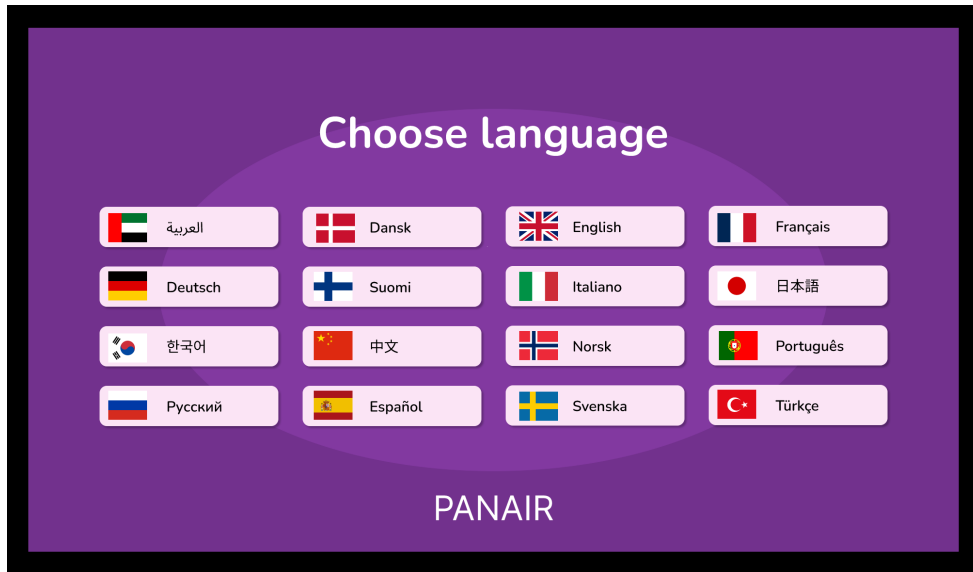 Choose language
العربية
Dansk
English
Français
Deutsch
Suomi
Italiano
日本語
한국어
中文
Norsk
Português
Русский
Español
Svenska
Türkçe
PANAIR